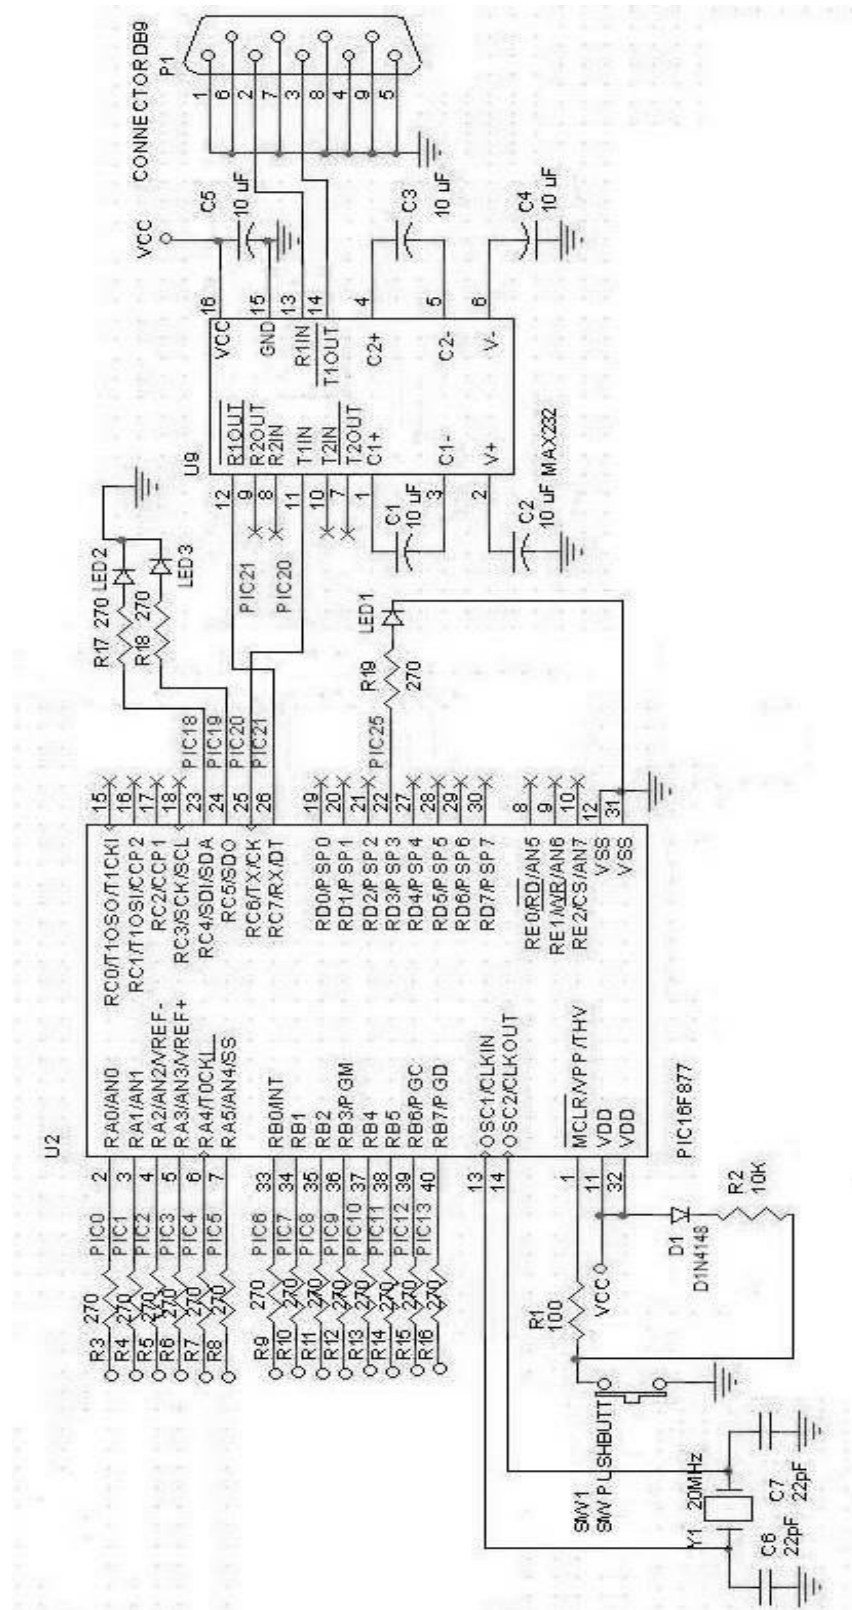 CONNECTOR DB9
P1
1
6
2
7
3
8
4
9
5
VCC
C5
10 uF
C3
10 uF
C4
10 uF
16
15
13
14
4
5
6
VCC
GND
R1IN
T1OUT
C2+
C2-
V-
U9
R1OUT
R2OUT
R2IN
T1IN
T2IN
T2OUT
C1+
C1-
V+
MAX232
12
9
8
11
10
7
1
3
2
C1
10 uF
C2
10 uF
R17 270 LED2
R18 270
LED3
PIC21
PIC20
LED1
R19
270
PIC18
PIC19
PIC20
PIC21
PIC25
15
16
17
18
23
24
25
26
19
20
21
22
27
28
29
30
8
9
10
12
31
RC0/T1OSO/T1CKI
RC1/T1OSI/CCP2
RC2/CCP1
RC3/SCK/SCL
RC4/SDI/SDA
RC5/SDO
RC6/TX/CK
RC7/RX/DT
RD0/PSP0
RD1/PSP1
RD2/PSP2
RD3/PSP3
RD4/PSP4
RD5/PSP5
RD6/PSP6
RD7/PSP7
RE0/RD/AN5
RE1/WR/AN6
RE2/CS/AN7
VSS
VSS
U2
RA0/AN0
RA1/AN1
RA2/AN2/VREF-
RA3/AN3/VREF+
RA4/T0CKI
RA5/AN4/SS
RB0/INT
RB1
RB2
RB3/PGM
RB4
RB5
RB6/PGC
RB7/PGD
OSC1/CLKIN
OSC2/CLKOUT
MCLR/VPP/THV
VDD
VDD
PIC16F877
2
3
4
5
6
7
33
34
35
36
37
38
39
40
13
14
1
11
32
PIC0
PIC1
PIC2
PIC3
PIC4
PIC5
PIC6
PIC7
PIC8
PIC9
PIC10
PIC11
PIC12
PIC13
R3 270
R4 270
R5 270
R6 270
R7 270
R8 270
R9 270
R10 270
R11 270
R12 270
R13 270
R14 270
R15 270
R16 270
R1
100
VCC
D1
D1N4148
R2
10K
SW1
SW PUSHBUTT
Y1 20MHz
C6
22pF
C7
22pF